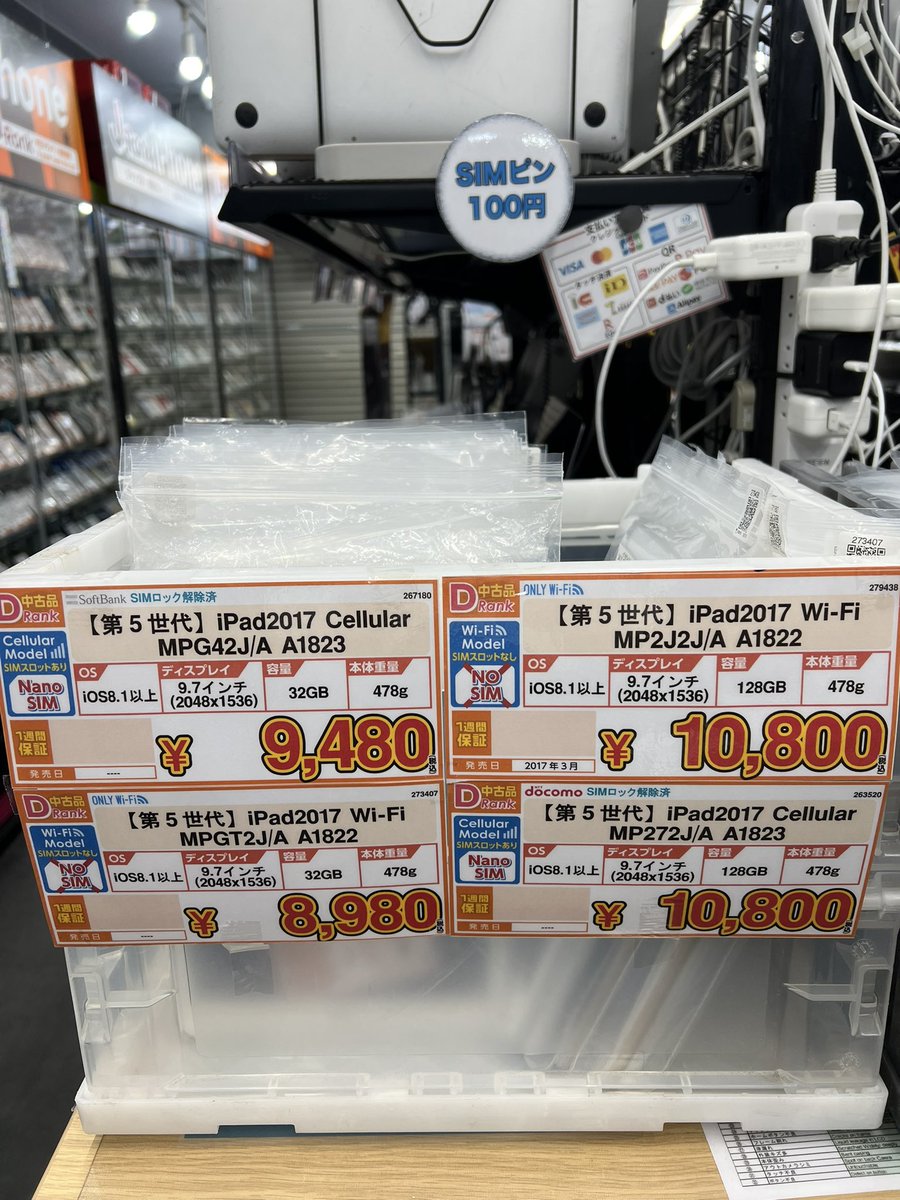 SIMピン
100円
VISA
QR
Alipay
273407
D 中古品 Rank
SoftBank SIMロック解除済
267180
【第5世代】iPad2017 Cellular
MPG42J/A A1823
Cellular
Model
SIMスロットあり
Nano
SIM
OS ディスプレイ 容量 本体重量
iOS8.1以上 9.7インチ (2048x1536) 32GB 478g
1週間
保証
¥ 9,480 税込
発売日 ----
D 中古品 Rank
ONLY Wi-Fi
279438
【第5世代】iPad2017 Wi-Fi
MP2J2J/A A1822
Wi-Fi
Model
SIMスロットなし
NO
SIM
OS ディスプレイ 容量 本体重量
iOS8.1以上 9.7インチ (2048x1536) 128GB 478g
1週間
保証
¥ 10,800 税込
発売日 2017年3月
D 中古品 Rank
ONLY Wi-Fi
273407
【第5世代】iPad2017 Wi-Fi
MPGT2J/A A1822
Wi-Fi
Model
SIMスロットなし
NO
SIM
OS ディスプレイ 容量 本体重量
iOS8.1以上 9.7インチ (2048x1536) 32GB 478g
1週間
保証
¥ 8,980 税込
発売日 ----
D 中古品 Rank
docomo SIMロック解除済
263520
【第5世代】iPad2017 Cellular
MP272J/A A1823
Cellular
Model
SIMスロットあり
Nano
SIM
OS ディスプレイ 容量 本体重量
iOS8.1以上 9.7インチ (2048x1536) 128GB 478g
1週間
保証
¥ 10,800 税込
発売日 ----